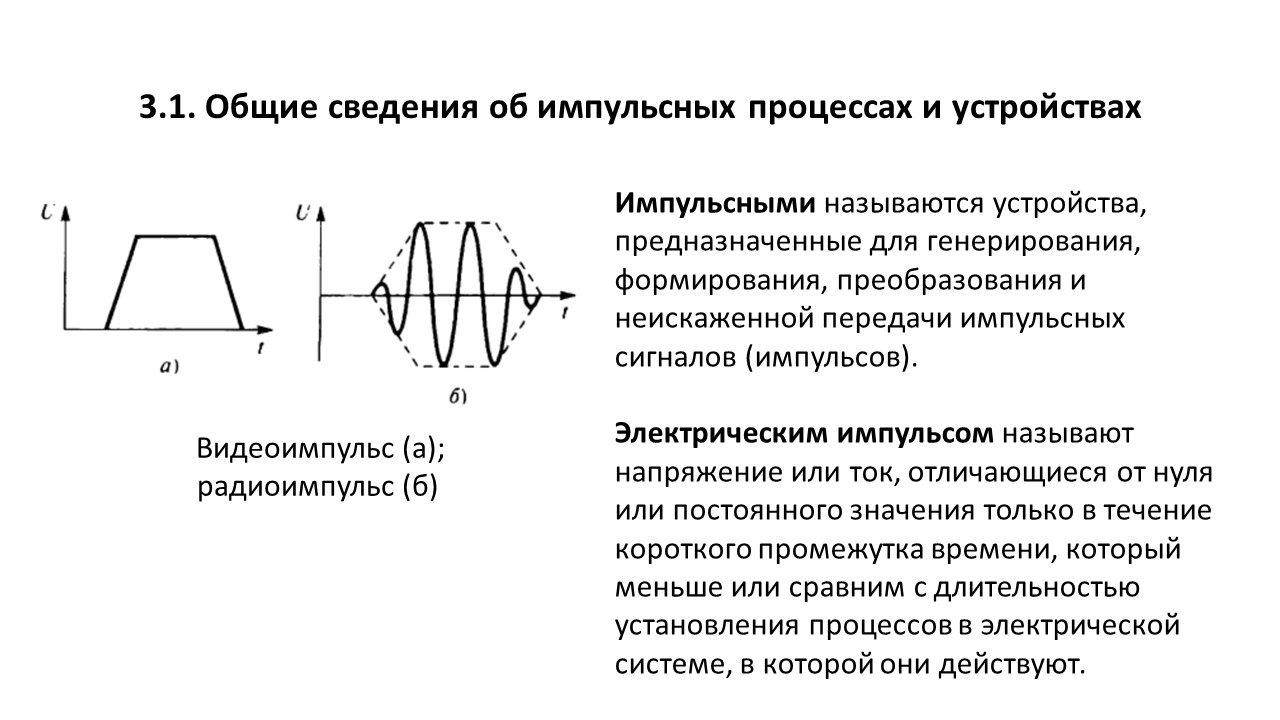 3.1. Общие сведения об импульсных процессах и устройствах
U
t
а)
U
t
б)
Видеоимпульс (а);
радиоимпульс (б)
Импульсными называются устройства,
предназначенные для генерирования,
формирования, преобразования и
неискаженной передачи импульсных
сигналов (импульсов).
Электрическим импульсом называют
напряжение или ток, отличающиеся от нуля
или постоянного значения только в течение
короткого промежутка времени, который
меньше или сравним с длительностью
установления процессов в электрической
системе, в которой они действуют.